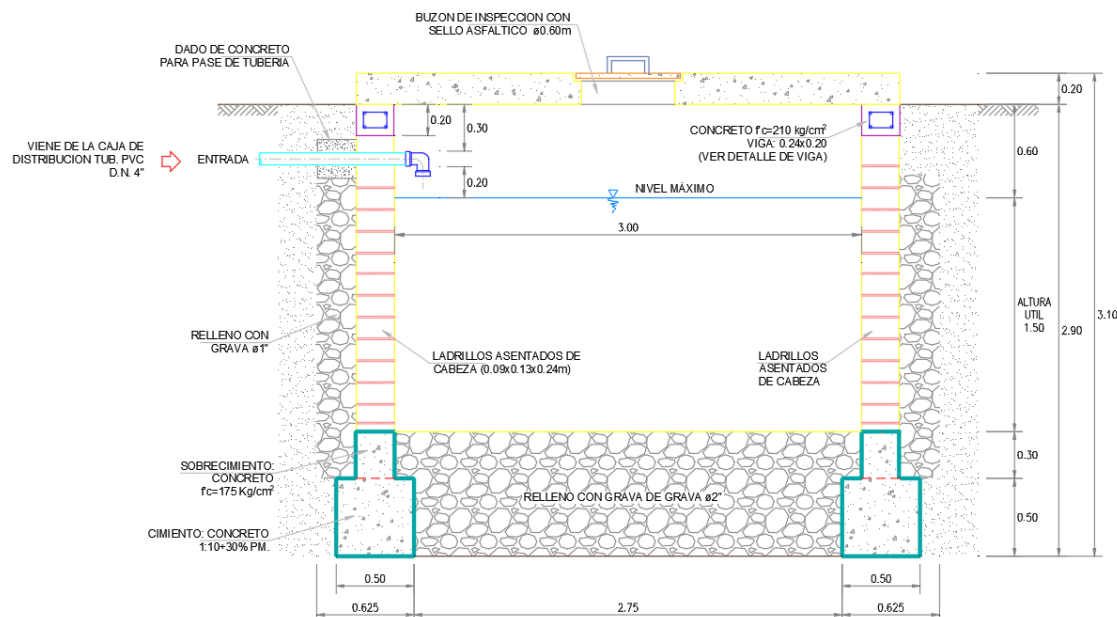 BUZON DE INSPECCION CON
SELLO ASFALTICO ø0.60m
DADO DE CONCRETO
PARA PASE DE TUBERIA
0.20
0.20
0.30
CONCRETO f'c=210 kg/cm²
VIGA: 0.24x0.20
(VER DETALLE DE VIGA)
VIENE DE LA CAJA DE
DISTRIBUCION TUB. PVC
D.N. 4"
ENTRADA
0.60
0.20
NIVEL MÁXIMO
3.00
RELLENO CON
GRAVA ø1"
LADRILLOS ASENTADOS DE
CABEZA (0.09x0.13x0.24m)
LADRILLOS
ASENTADOS
DE CABEZA
ALTURA
UTIL
1.50
2.90
3.10
SOBRECIMIENTO:
CONCRETO
f'c=175 Kg/cm²
RELLENO CON GRAVA DE GRAVA ø2"
0.30
CIMIENTO: CONCRETO
1:10+30% PM.
0.50
0.50
0.50
0.625
2.75
0.625